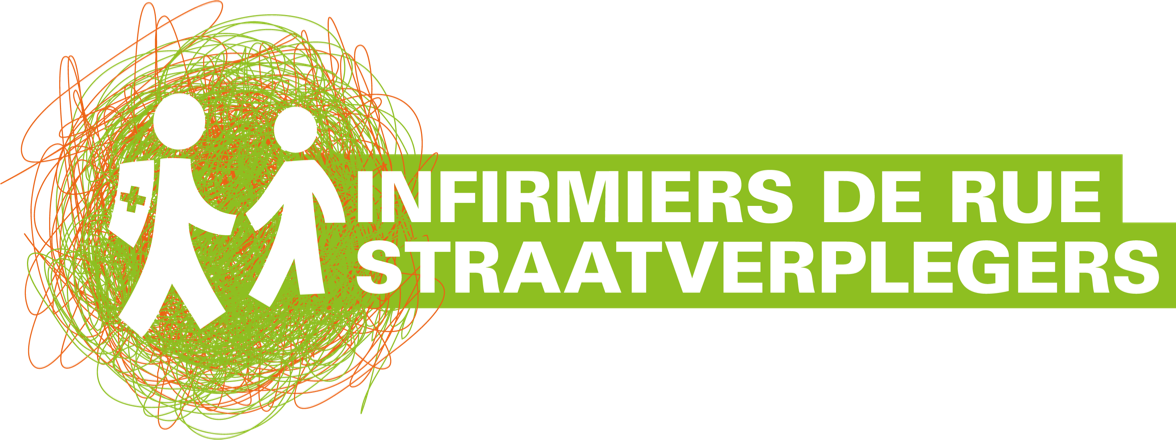 INFIRMIERS DE RUE
STRAATVERPLEGERS